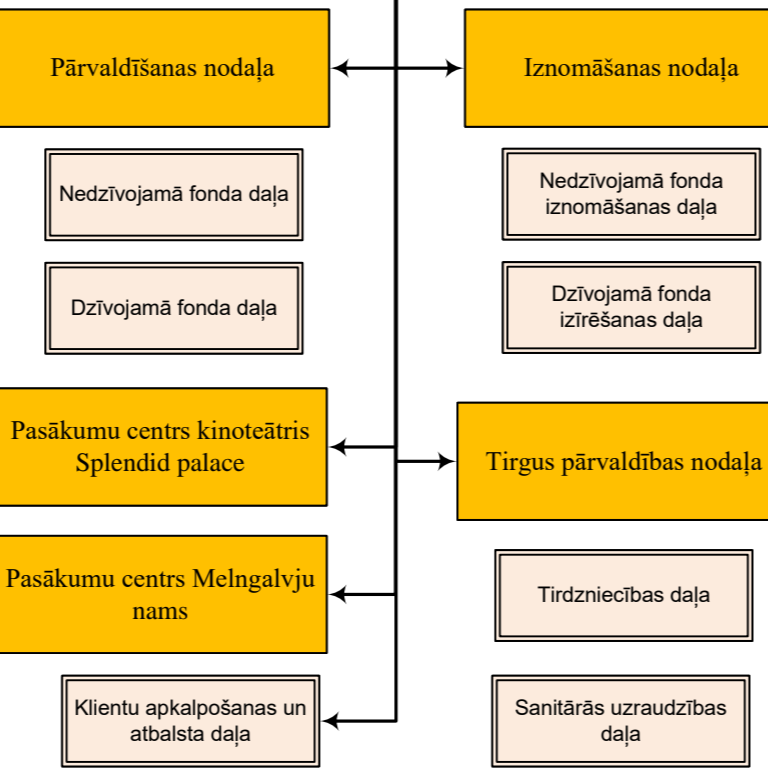 Pārvaldīšanas nodaļa
Iznomāšanas nodaļa
Nedzīvojamā fonda daļa
Nedzīvojamā fonda
iznomāšanas daļa
Dzīvojamā fonda daļa
Dzīvojamā fonda
izīrēšanas daļa
Pasākumu centrs kinoteātris
Splendid palace
Tirgus pārvaldības nodaļa
Pasākumu centrs Melngalvju
nams
Tirdzniecības daļa
Klientu apkalpošanas un
atbalsta daļa
Sanitārās uzraudzības
daļa